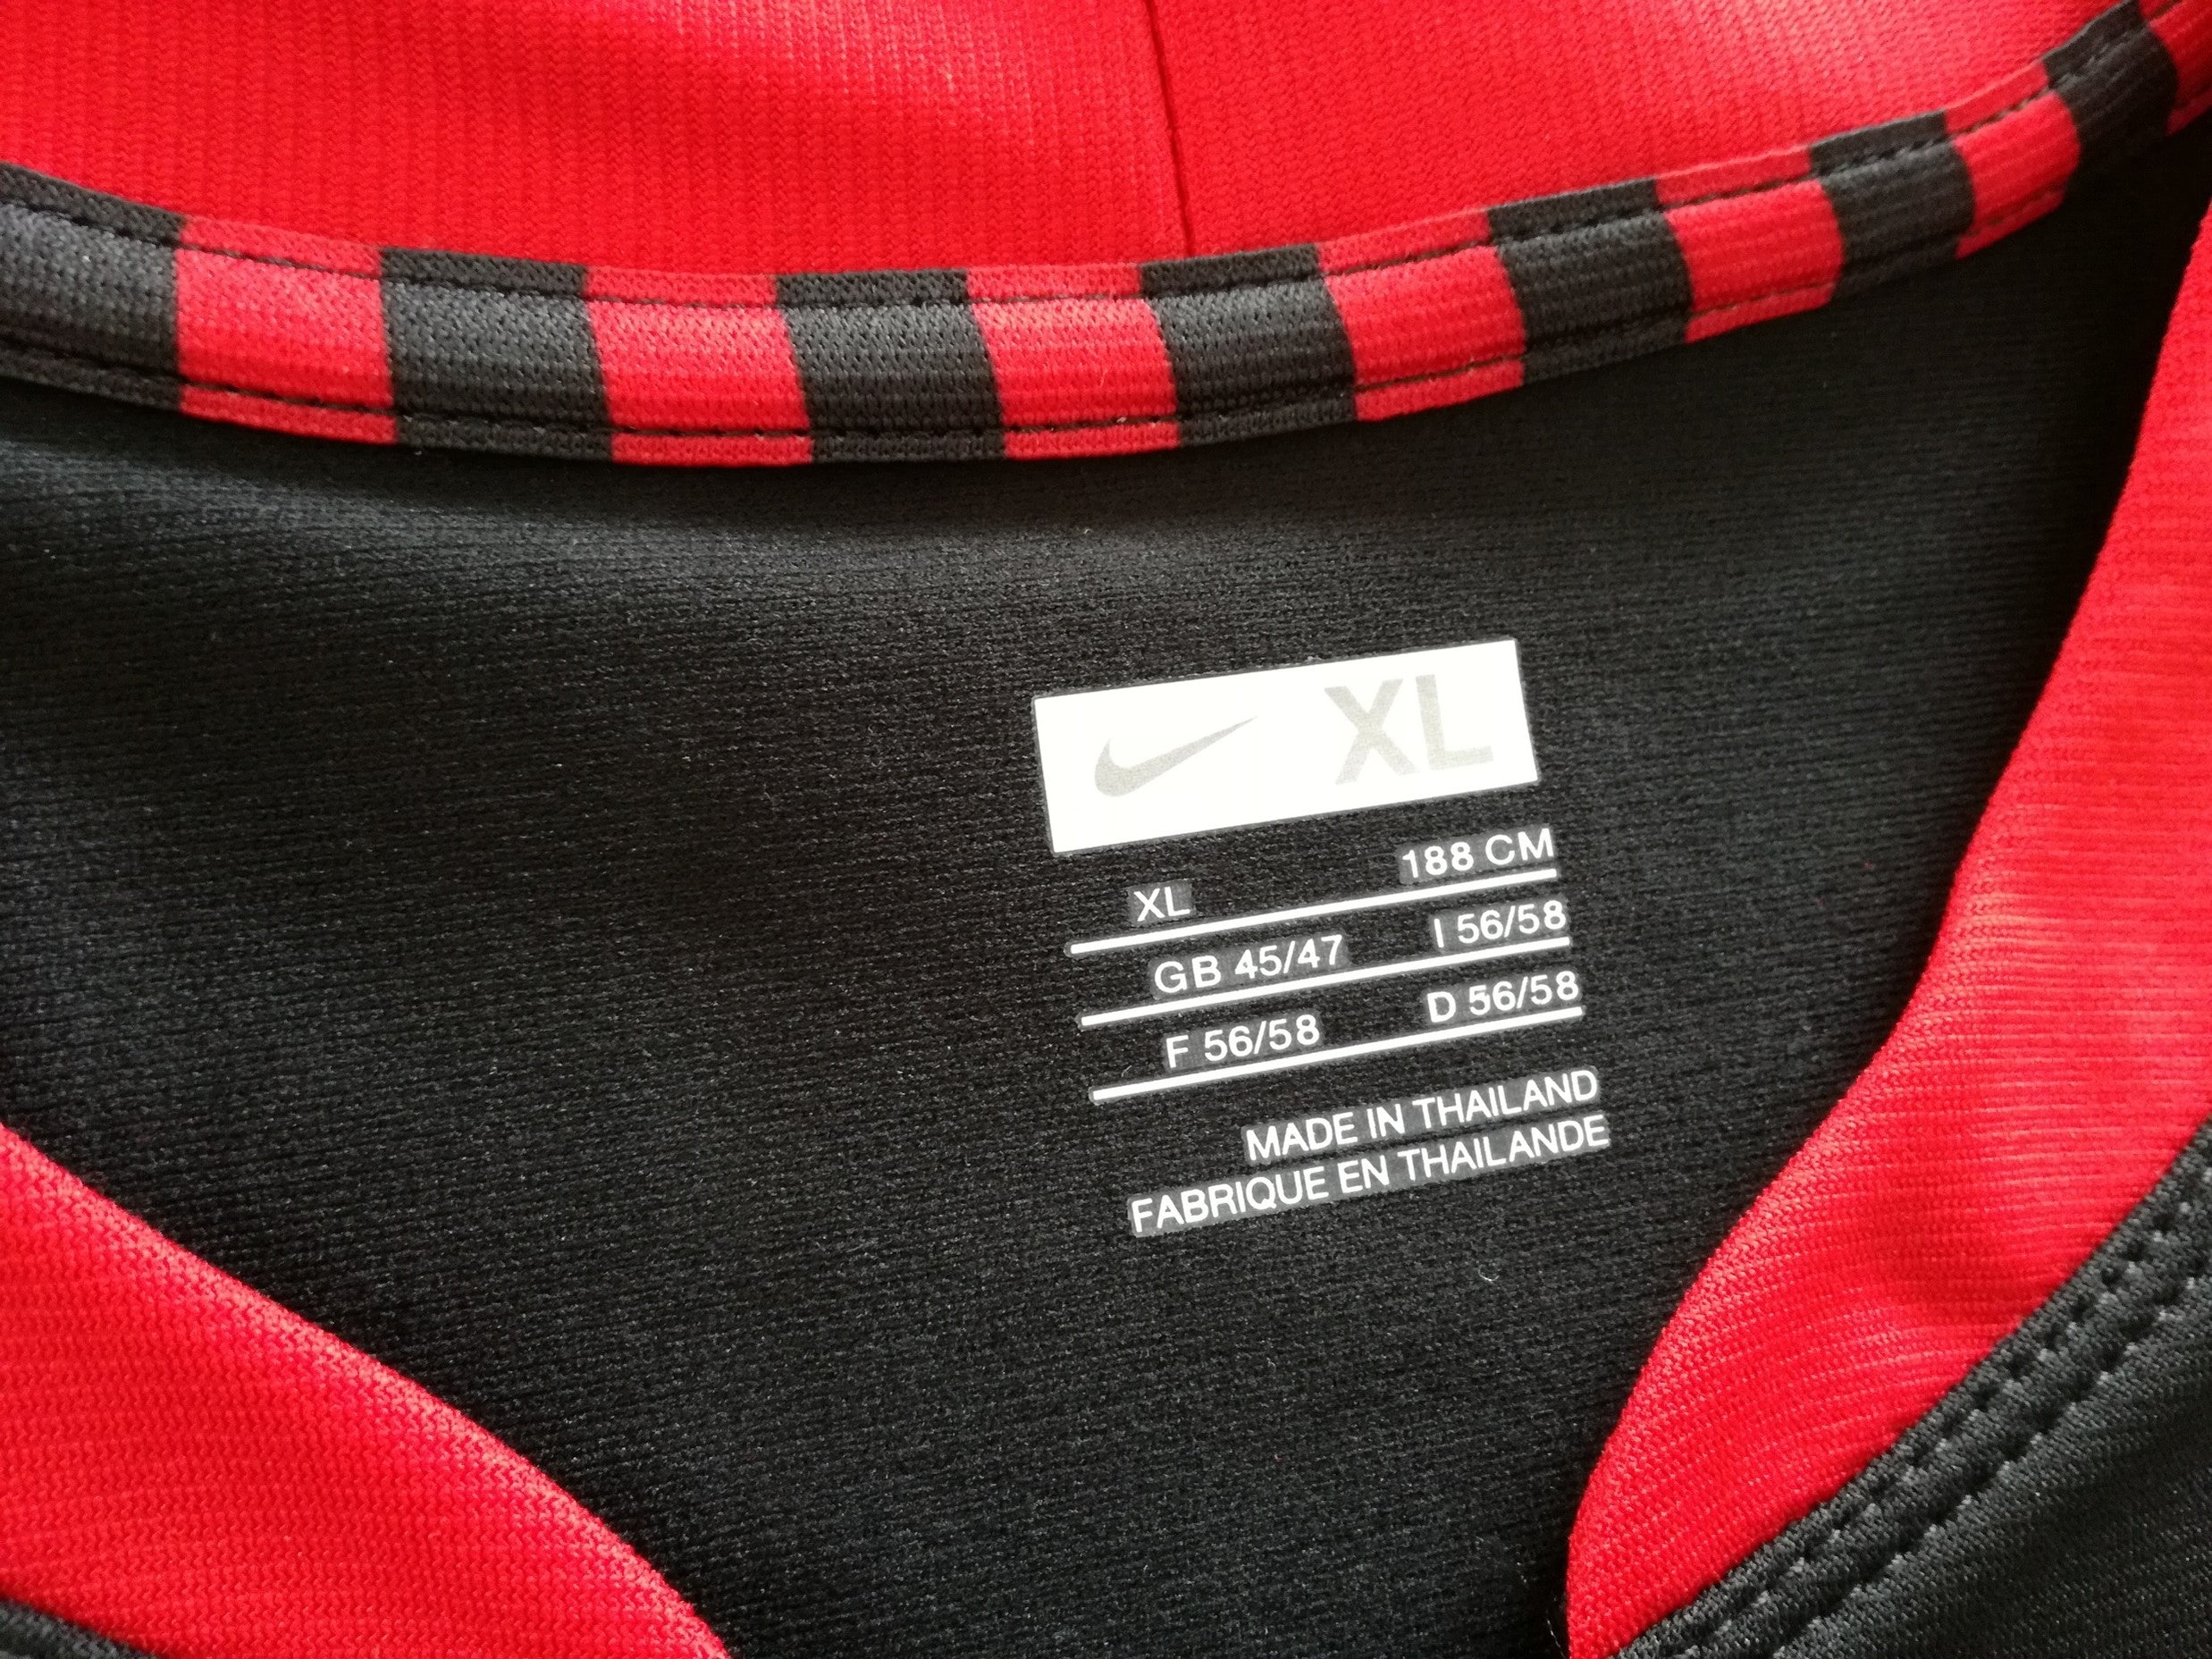 XL
XL 188 CM
GB 45/47 I 56/58
F 56/58 D 56/58
MADE IN THAILAND
FABRIQUE EN THAILANDE